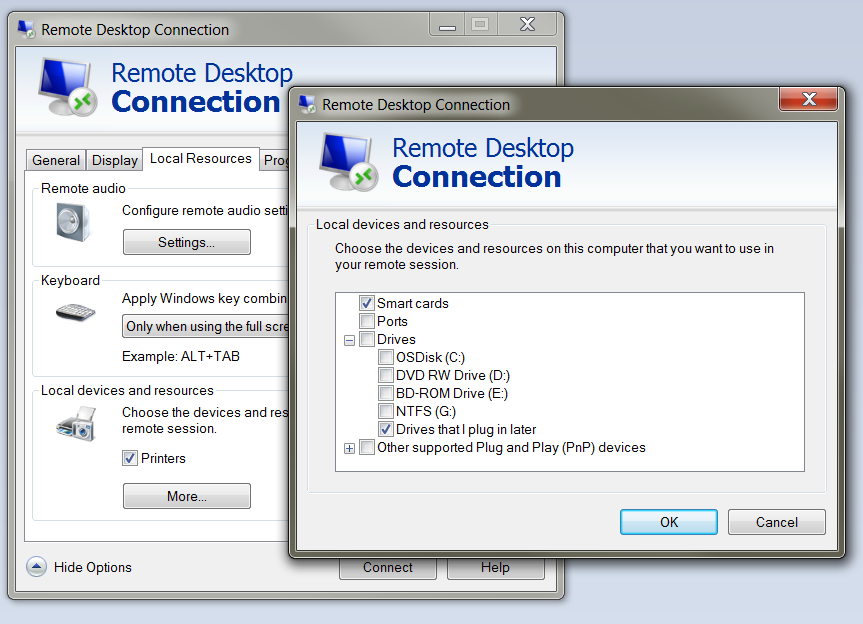 Remote Desktop Connection
Remote Desktop
Connection
General
Display
Local Resources
Remote audio
Configure remote audio
Settings...
Keyboard
Apply Windows key
Only when using the full
Example: ALT+TAB
Local devices and resources
Choose the devices and
remote session.
Printers
More...
Hide Options
Connect
Help
Remote Desktop Connection
Remote Desktop
Connection
Local devices and resources
Choose the devices and resources on this computer that you want to use in
your remote session.
Smart cards
Ports
Drives
OSDisk (C:)
DVD RW Drive (D:)
BD-ROM Drive (E:)
NTFS (G:)
Drives that I plug in later
Other supported Plug and Play (PnP) devices
OK
Cancel